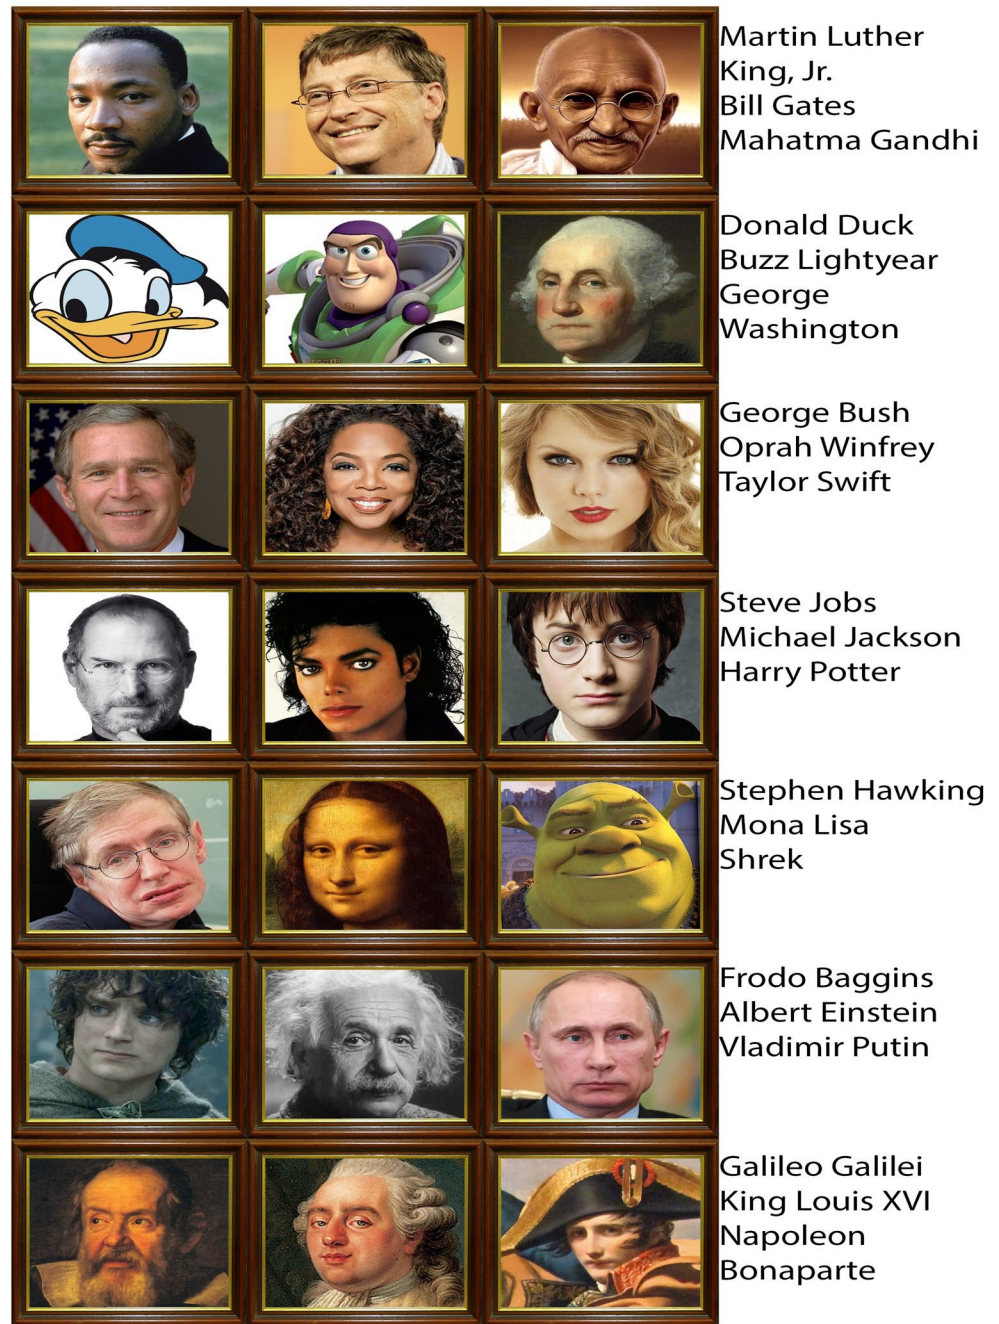 Martin Luther
King, Jr.
Bill Gates
Mahatma Gandhi
Donald Duck
Buzz Lightyear
George
Washington
George Bush
Oprah Winfrey
Taylor Swift
Steve Jobs
Michael Jackson
Harry Potter
Stephen Hawking
Mona Lisa
Shrek
Frodo Baggins
Albert Einstein
Vladimir Putin
Galileo Galilei
King Louis XVI
Napoleon
Bonaparte